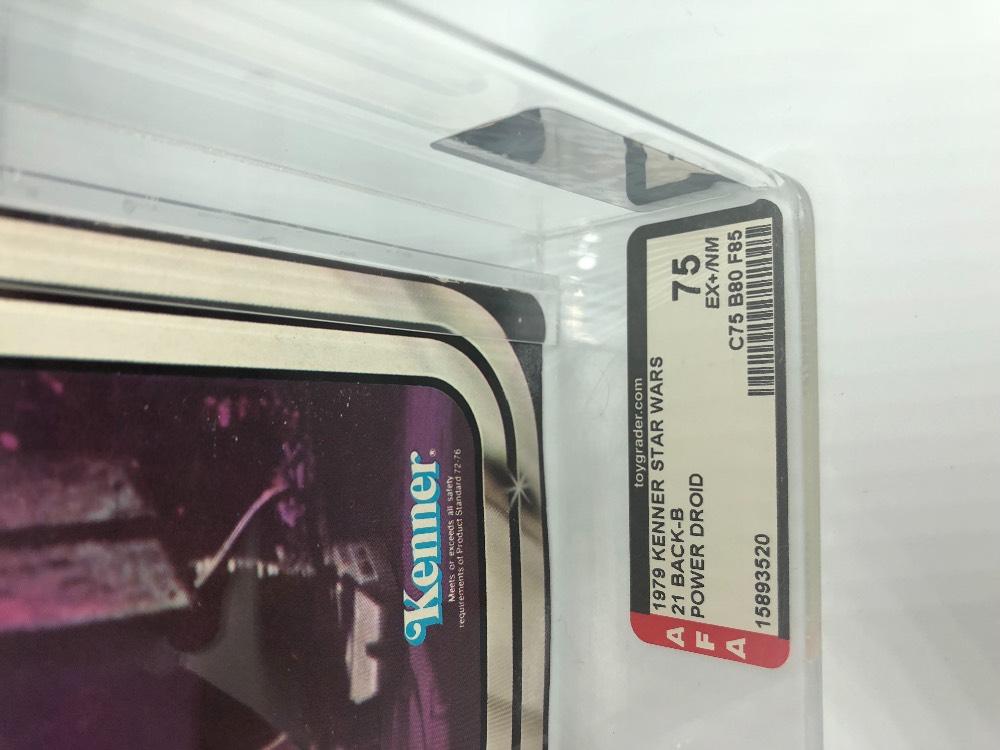 Kenner®
Meets or exceeds all safety
requirements of Product Standard 72-76
toygrader.com
AFA
1979 KENNER STAR WARS
21 BACK-B
POWER DROID
75
EX+/NM
C75 B80 F85
15893520